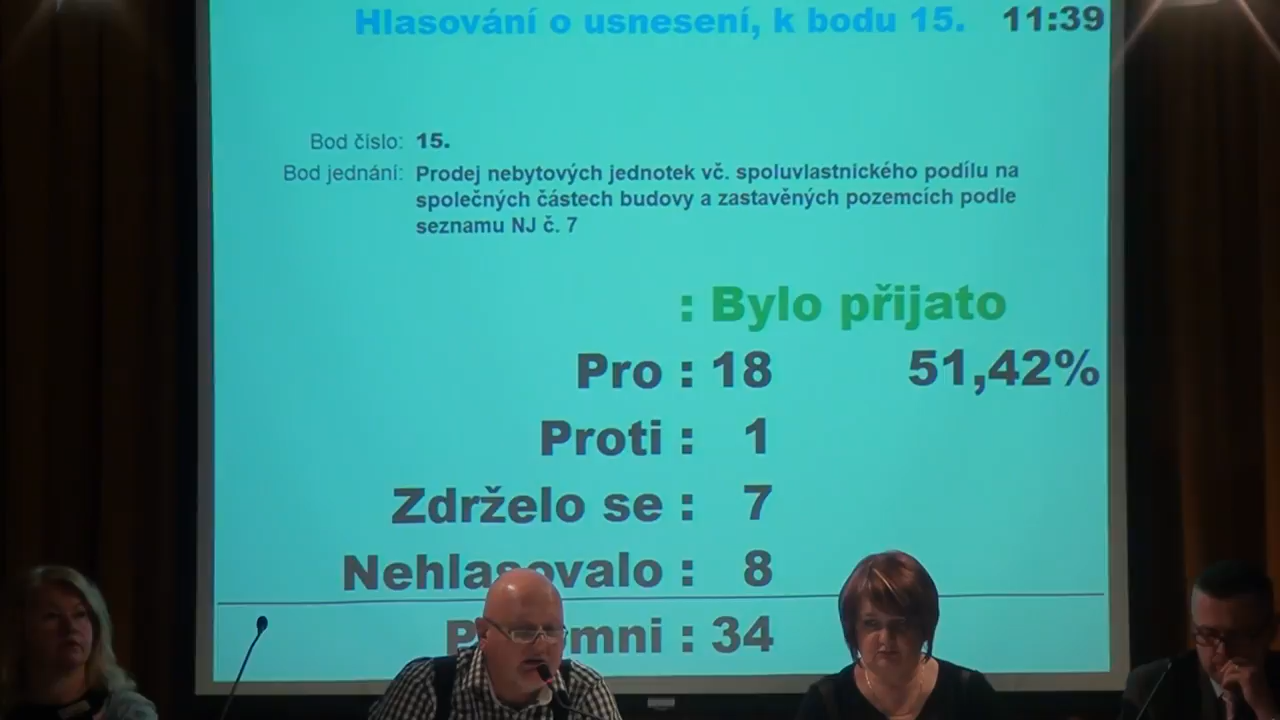 Hlasování o usnesení, k bodu 15. 11:39
Bod číslo: 15.
Bod jednání: Prodej nebytových jednotek vč. spoluvlastnického podílu na
společných částech budovy a zastavěných pozemcích podle
seznamu NJ č. 7
: Bylo přijato
Pro : 18 51,42%
Proti : 1
Zdrželo se : 7
Nehlasovalo : 8
: 34